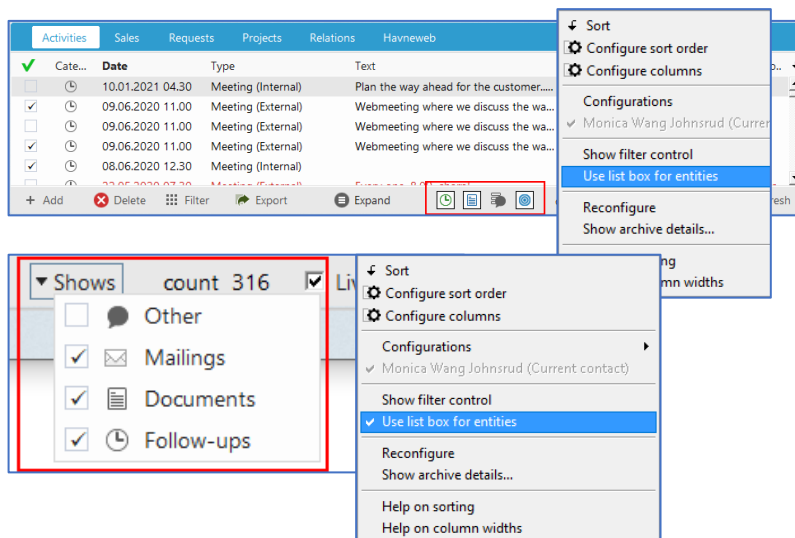 Activities Sales Requests Projects Relations Havneweb
Cate... Date Type Text
10.01.2021 04.30 Meeting (Internal) Plan the way ahead for the customer.....
09.06.2020 11.00 Meeting (External) Webmeeting where we discuss the wa...
09.06.2020 11.00 Meeting (External) Webmeeting where we discuss the wa...
09.06.2020 11.00 Meeting (External) Webmeeting where we discuss the wa...
08.06.2020 12.30 Meeting (Internal)
+ Add Delete Filter Export Expand
Sort
Configure sort order
Configure columns
Configurations
Monica Wang Johnsrud (Curren
Show filter control
Use list box for entities
Reconfigure
Show archive details...
ng
mn widths
resh
Shows count 316 Li
Other
Mailings
Documents
Follow-ups
Sort
Configure sort order
Configure columns
Configurations
Monica Wang Johnsrud (Current contact)
Show filter control
Use list box for entities
Reconfigure
Show archive details...
Help on sorting
Help on column widths